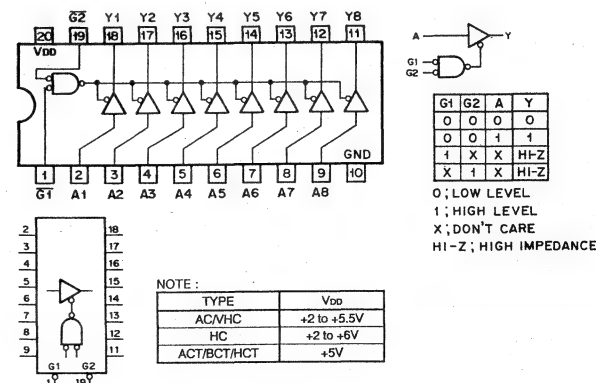 G2 Y1 Y2 Y3 Y4 Y5 Y6 Y7 Y8
20 19 18 17 16 15 14 13 12 11
VDD
GND
1 2 3 4 5 6 7 8 9 10
G1 A1 A2 A3 A4 A5 A6 A7 A8
A Y
G1
G2
G1 G2 A Y
0 0 0 0
0 0 1 1
1 X X HI-Z
X 1 X HI-Z
0 ; LOW LEVEL
1 ; HIGH LEVEL
X ; DON'T CARE
HI-Z ; HIGH IMPEDANCE
2 18
3 17
4 16
5 15
6 14
7 13
8 12
9 11
G1 G2
1 19
NOTE :
TYPE VDD
AC/VHC +2 to +5.5V
HC +2 to +6V
ACT/BCT/HCT +5V